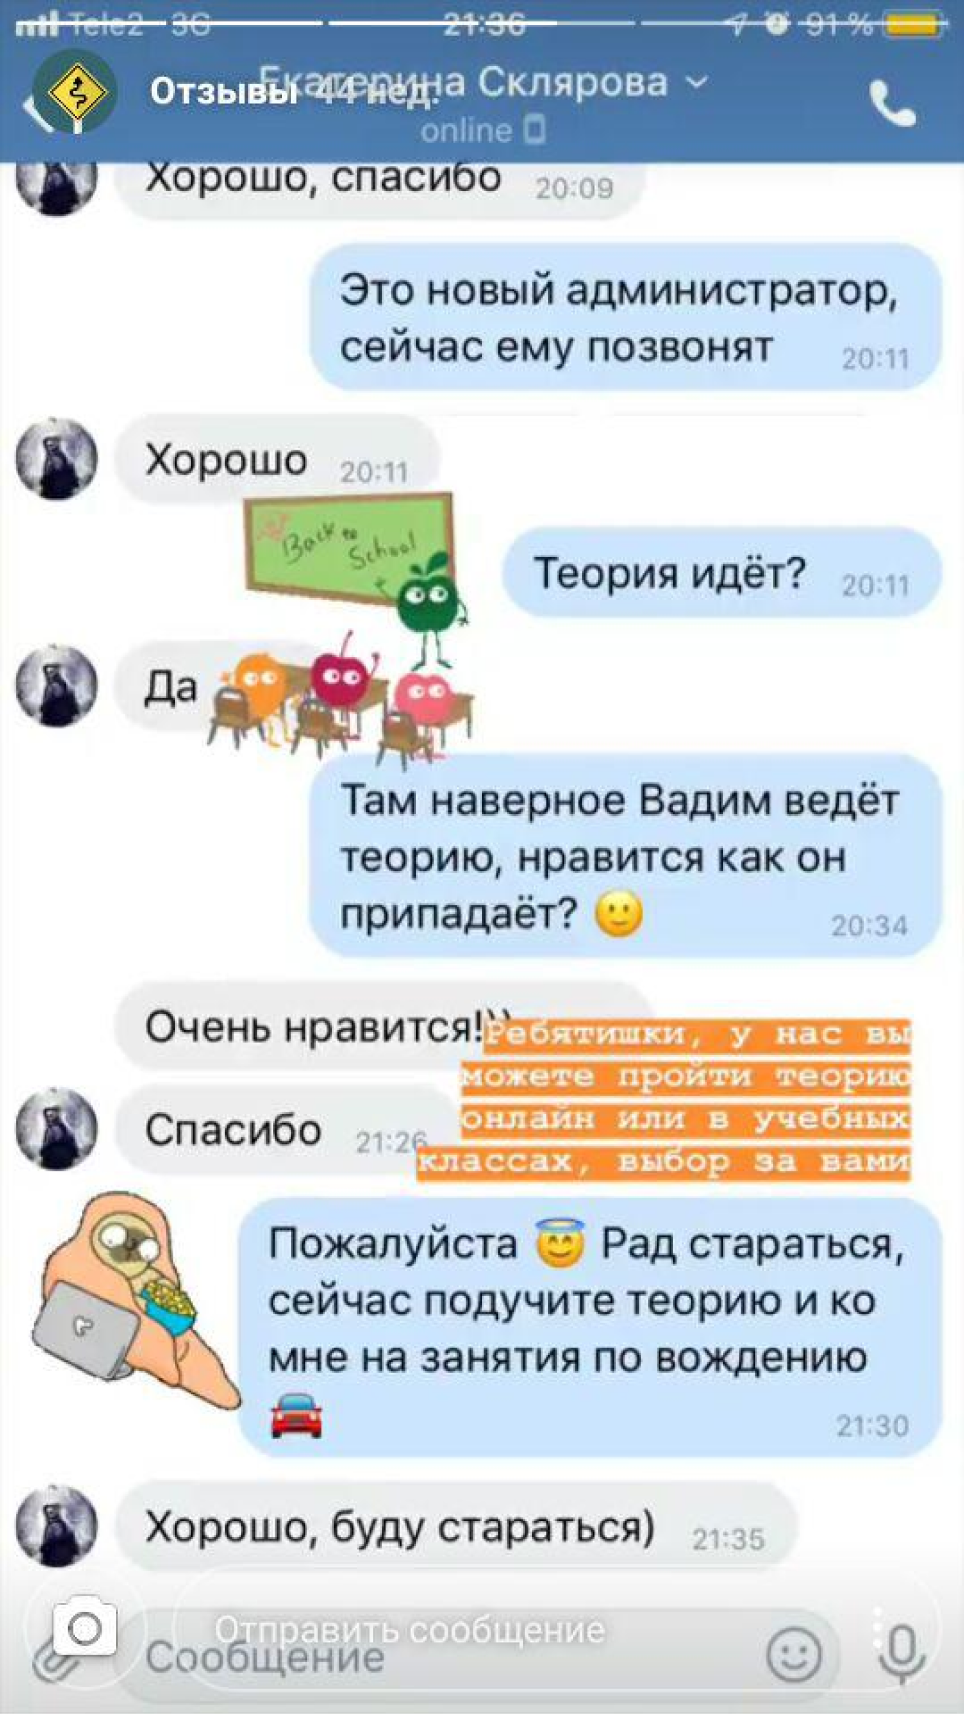 Tele2 3G 21:36 91 %
Отзывы 44 нед.
Екатерина Склярова
online
Хорошо, спасибо 20:09
Это новый администратор,
сейчас ему позвонят 20:11
Хорошо 20:11
Back to
School
Теория идёт? 20:11
Да
Там наверное Вадим ведёт
теорию, нравится как он
припадаёт? 20:34
Очень нравится!))
Ребятишки, у нас вы
можете пройти теорию
онлайн или в учебных
классах, выбор за вами
Спасибо 21:26
Пожалуйста Рад стараться,
сейчас подучите теорию и ко
мне на занятия по вождению
21:30
Хорошо, буду стараться) 21:35
Отправить сообщение
Сообщение